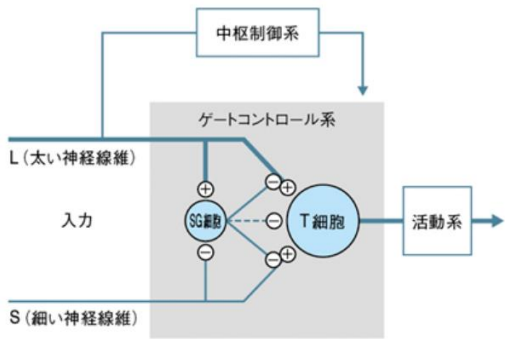 中枢制御系
ゲートコントロール系
L（太い神経線維）
＋
－
＋
入力
SG細胞
－
T細胞
活動系
－
－
＋
S（細い神経線維）